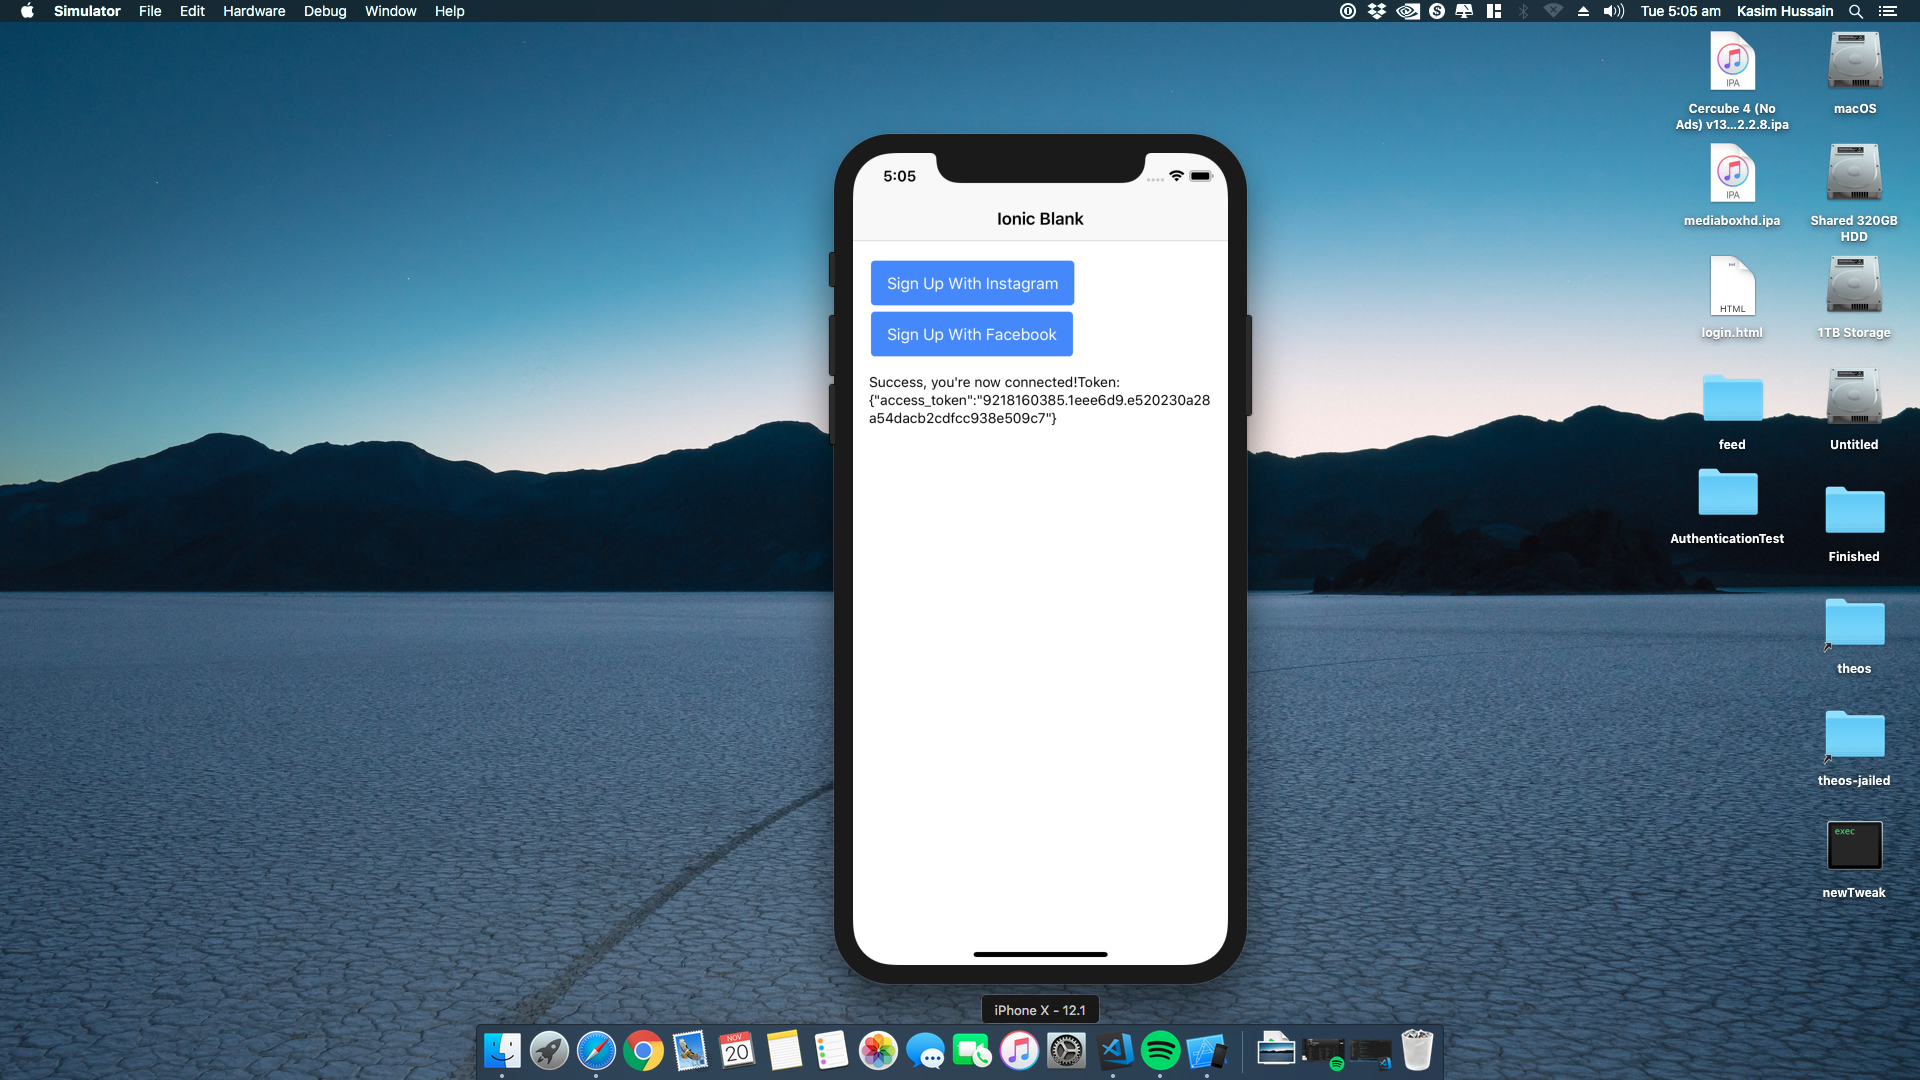 Simulator File Edit Hardware Debug Window Help
Tue 5:05 am Kasim Hussain
IPA
Cercube 4 (No
Ads) v13...2.2.8.ipa
macOS
IPA
mediaboxhd.ipa
Shared 320GB
HDD
HTML
login.html
1TB Storage
feed
Untitled
AuthenticationTest
Finished
theos
theos-jailed
exec
newTweak
5:05
Ionic Blank
Sign Up With Instagram
Sign Up With Facebook
Success, you're now connected!Token:
{"access_token":"9218160385.1eee6d9.e520230a28
a54dacb2cdfcc938e509c7"}
iPhone X - 12.1
NOV
20